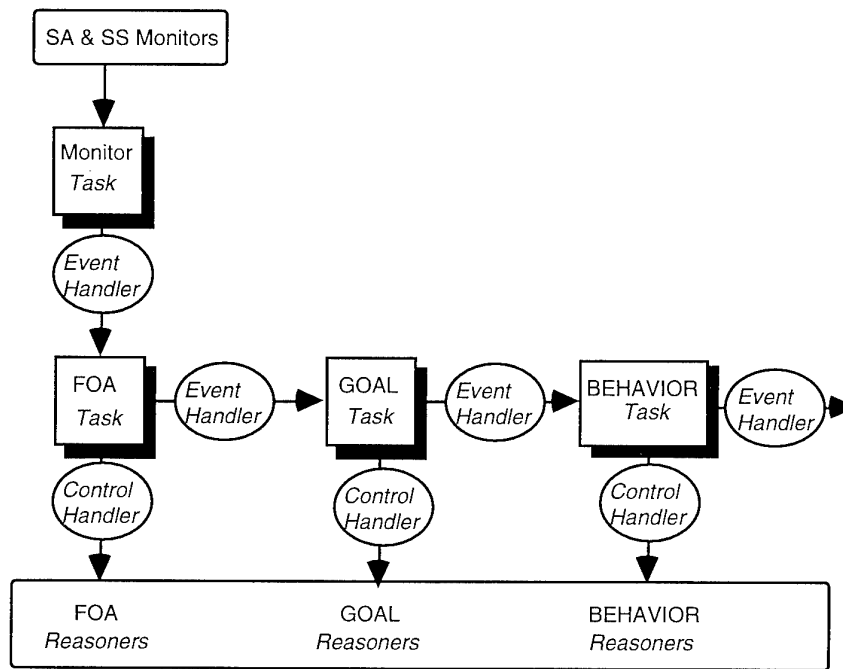 SA & SS Monitors
Monitor
Task
Event
Handler
FOA
Task
Event
Handler
GOAL
Task
Event
Handler
BEHAVIOR
Task
Event
Handler
Control
Handler
Control
Handler
Control
Handler
FOA
Reasoners
GOAL
Reasoners
BEHAVIOR
Reasoners